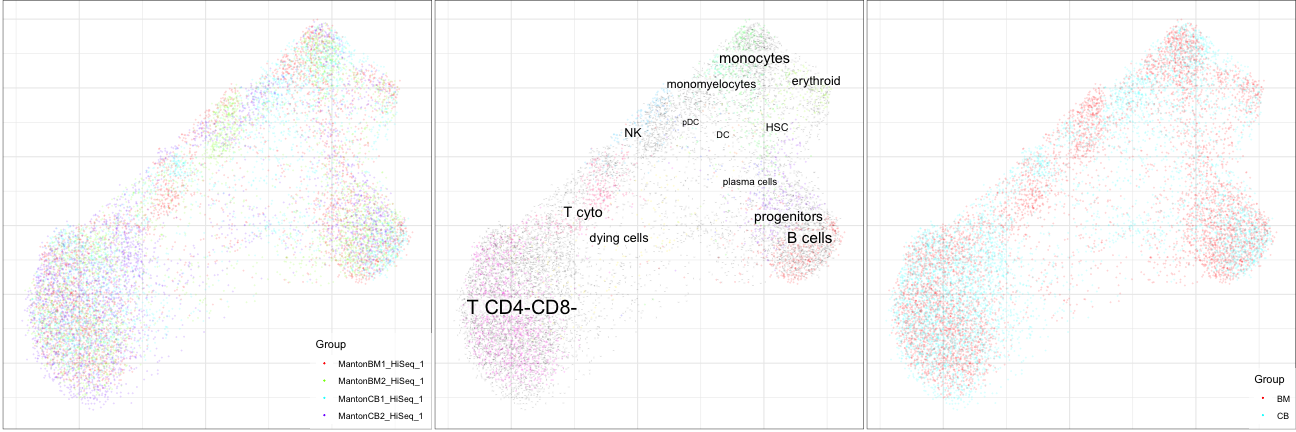 Group
MantonBM1_HiSeq_1
MantonBM2_HiSeq_1
MantonCB1_HiSeq_1
MantonCB2_HiSeq_1
monocytes
monomyelocytes
erythroid
pDC
NK
DC
HSC
plasma cells
T cyto
progenitors
dying cells
B cells
T CD4-CD8-
Group
BM
CB